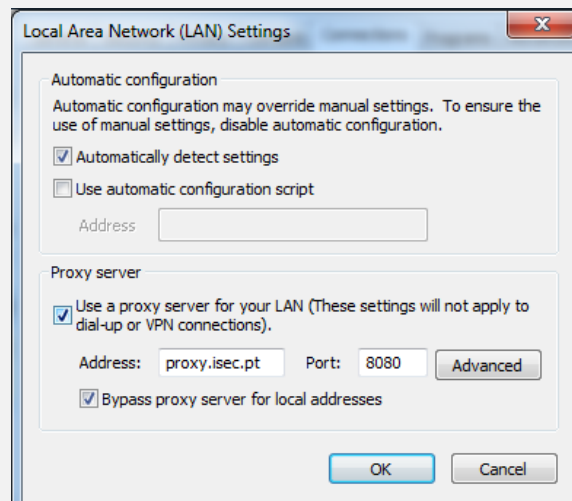 Local Area Network (LAN) Settings
Automatic configuration
Automatic configuration may override manual settings. To ensure the
use of manual settings, disable automatic configuration.
Automatically detect settings
Use automatic configuration script
Address
Proxy server
Use a proxy server for your LAN (These settings will not apply to
dial-up or VPN connections).
Address: proxy.isec.pt Port: 8080 Advanced
Bypass proxy server for local addresses
OK Cancel